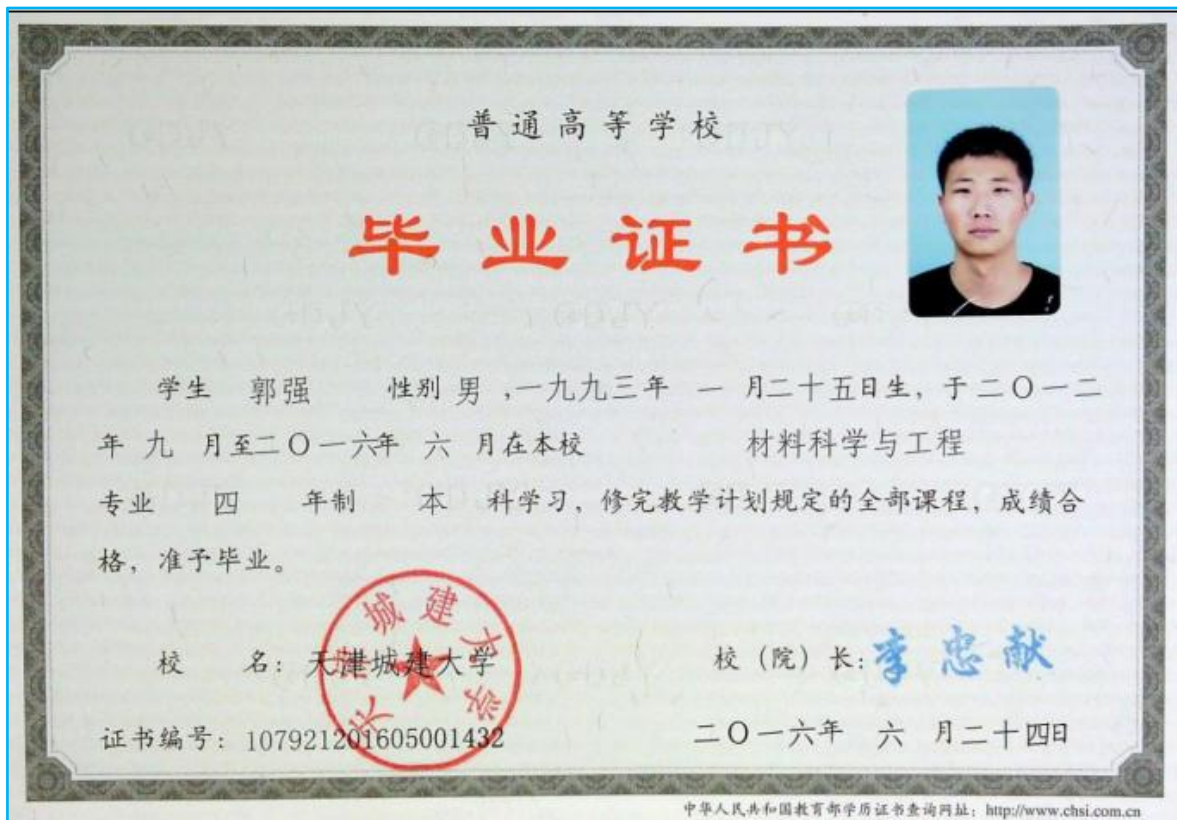 普通高等学校
毕业证书
学生 郭强 性别 男 ,一九九三年 一 月二十五日生, 于二〇一二
年 九 月至二〇一六年 六 月在本校 材料科学与工程
专业 四 年制 本 科学习, 修完教学计划规定的全部课程, 成绩合
格, 准予毕业。
天津城建大学
校 名: 天津城建大学
校（院）长: 李忠献
证书编号: 107921201605001432
二〇一六年 六 月二十四日
中华人民共和国教育部学历证书查询网址: http://www.chsi.com.cn